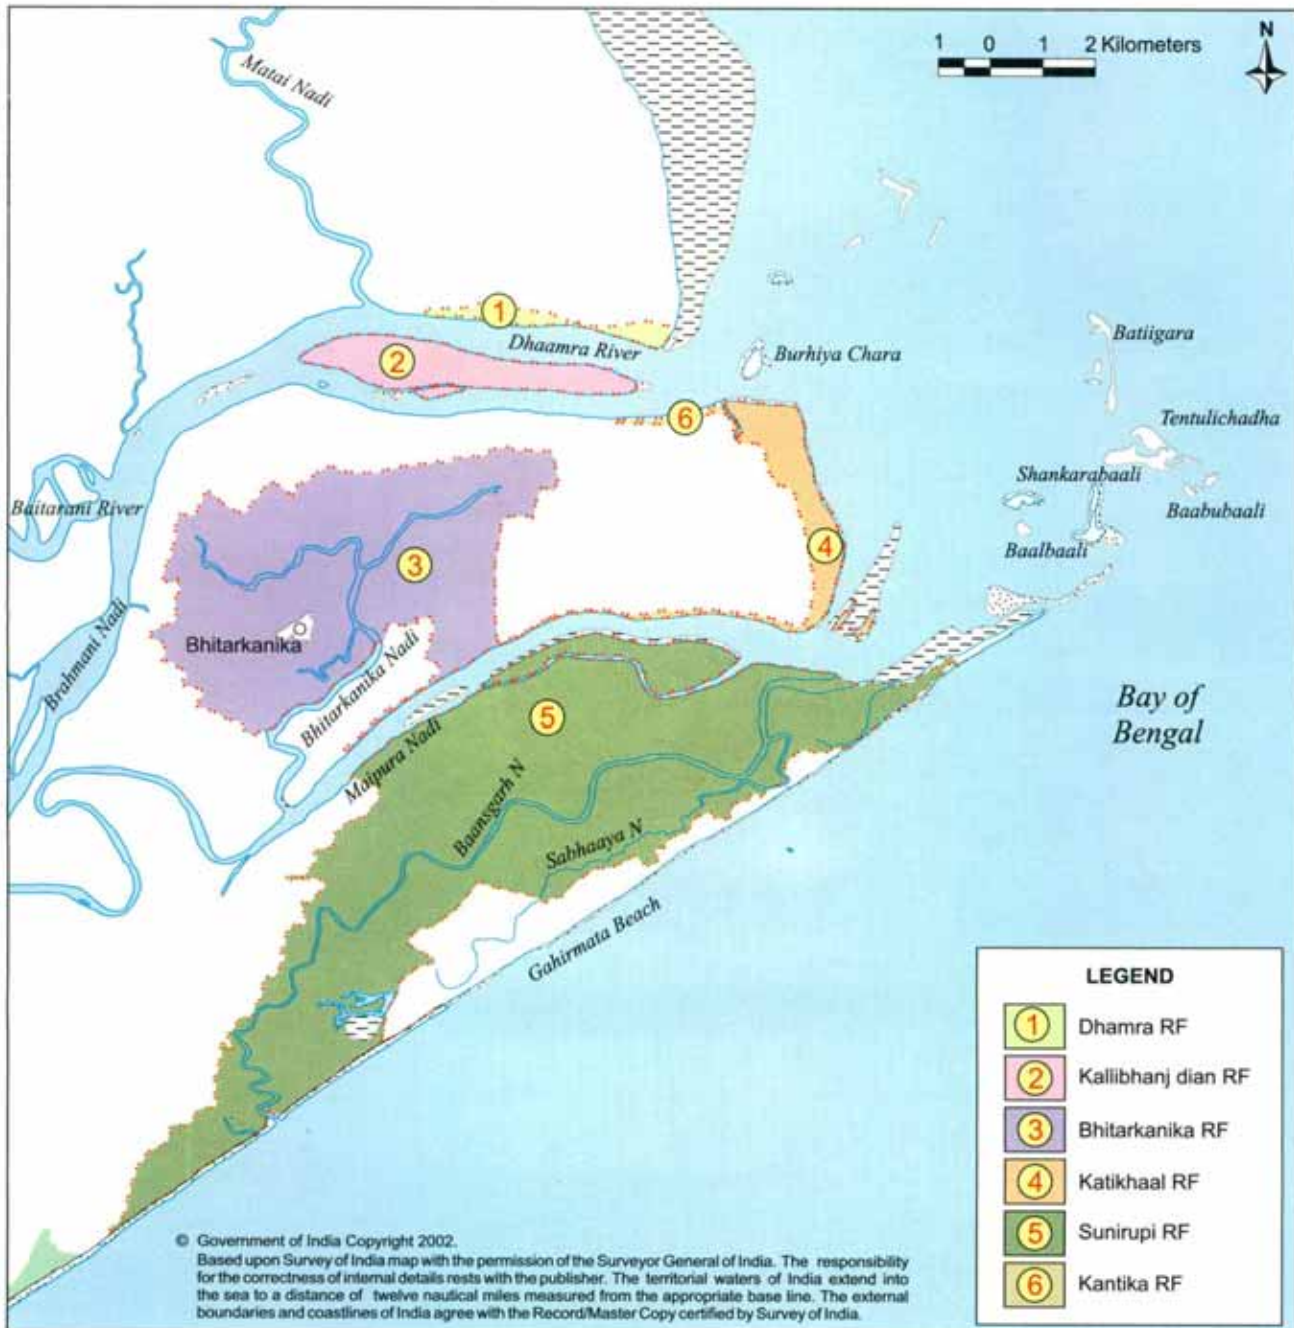 1 0 1 2 Kilometers
N
Matai Nadi
1
Dhaamra River
2
Burhiya Chara
Batiigara
6
Tentulichadha
Shankarabaali
Baitarani River
Baabubaali
4
Baalbaali
3
Bhitarkanika
Brahmani Nadi
Bhitarkanika Nadi
Maipura Nadi
5
Bay of
Bengal
Baansgarh N
Sabhaaya N
Gahirmata Beach
LEGEND
1 Dhamra RF
2 Kallibhanj dian RF
3 Bhitarkanika RF
4 Katikhaal RF
5 Sunirupi RF
6 Kantika RF
© Government of India Copyright 2002.
Based upon Survey of India map with the permission of the Surveyor General of India. The responsibility
for the correctness of internal details rests with the publisher. The territorial waters of India extend into
the sea to a distance of twelve nautical miles measured from the appropriate base line. The external
boundaries and coastlines of India agree with the Record/Master Copy certified by Survey of India.